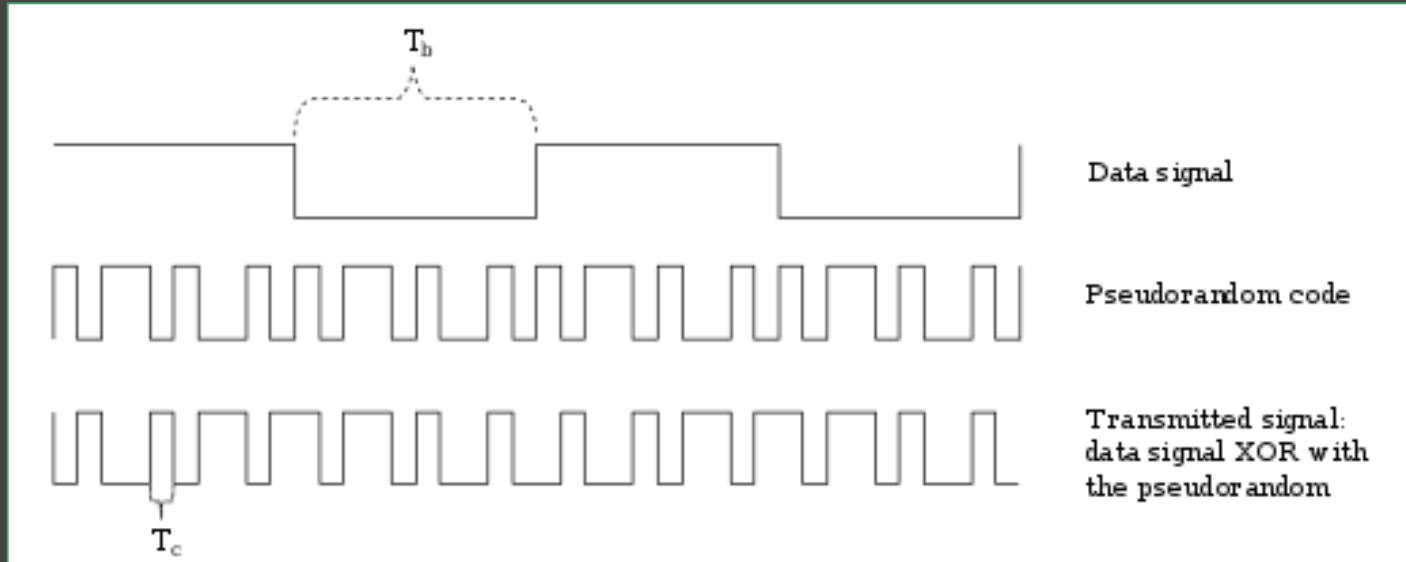 T_b
Data signal
Pseudorandom code
Transmitted signal:
data signal XOR with
the pseudorandom
T_c